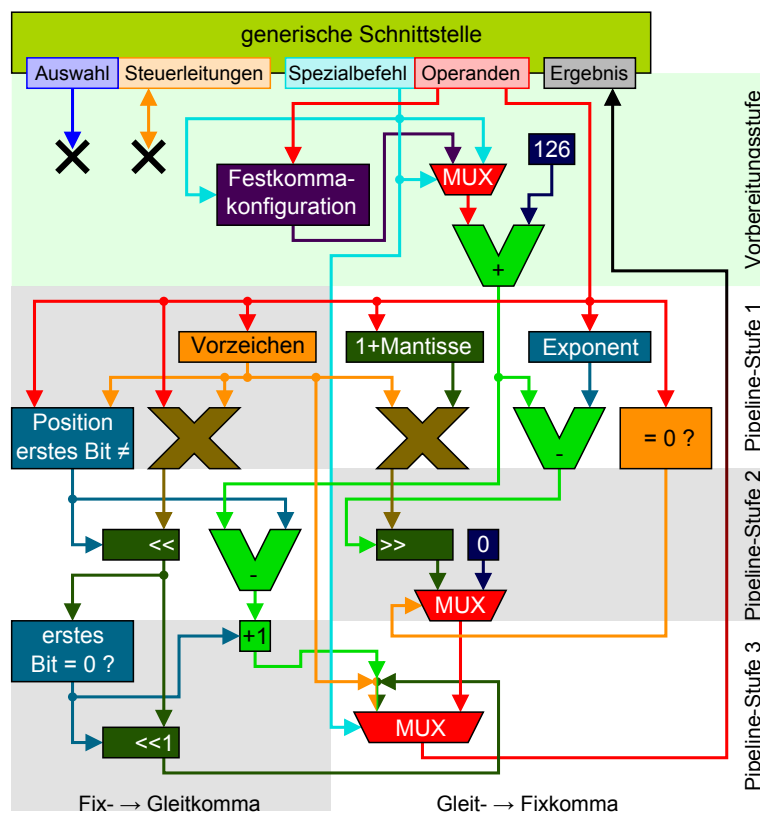 generische Schnittstelle
Auswahl
Steuerleitungen
Spezialbefehl
Operanden
Ergebnis
Vorbereitungsstufe
126
MUX
Festkomma-
konfiguration
+
Pipeline-Stufe 1
Vorzeichen
1+Mantisse
Exponent
Position
erstes Bit ≠
-
= 0 ?
Pipeline-Stufe 2
<<
-
>>
0
MUX
Pipeline-Stufe 3
erstes
Bit = 0 ?
+1
<<1
MUX
Fix- → Gleitkomma
Gleit- → Fixkomma